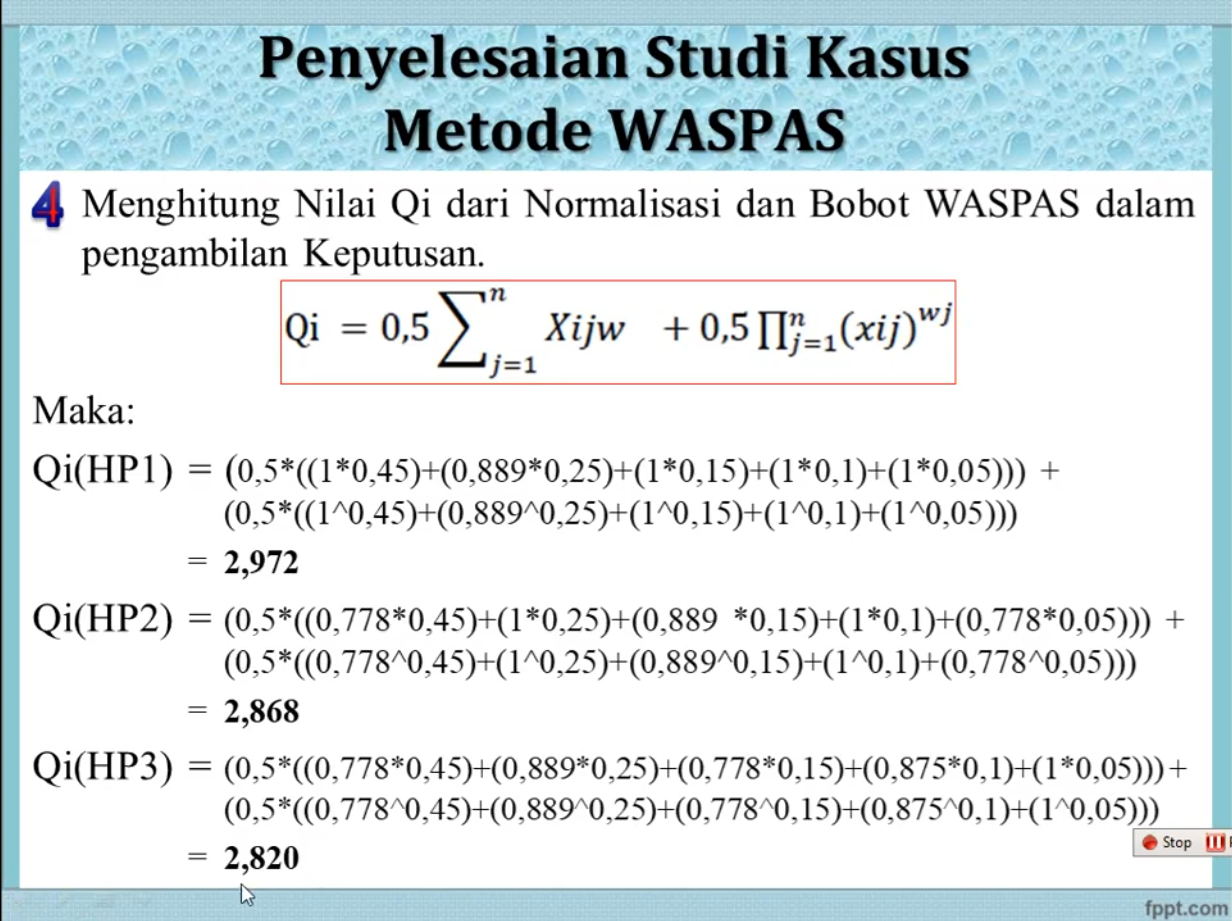 Penyelesaian Studi Kasus
Metode WASPAS
4 Menghitung Nilai Qi dari Normalisasi dan Bobot WASPAS dalam
pengambilan Keputusan.
Qi = 0,5 ∑ⁿⱼ₌₁ Xijw + 0,5 ∏ⁿⱼ₌₁(xij)^wj
Maka:
Qi(HP1) = (0,5*((1*0,45)+(0,889*0,25)+(1*0,15)+(1*0,1)+(1*0,05))) +
(0,5*((1^0,45)+(0,889^0,25)+(1^0,15)+(1^0,1)+(1^0,05)))
= 2,972
Qi(HP2) = (0,5*((0,778*0,45)+(1*0,25)+(0,889 *0,15)+(1*0,1)+(0,778*0,05))) +
(0,5*((0,778^0,45)+(1^0,25)+(0,889^0,15)+(1^0,1)+(0,778^0,05)))
= 2,868
Qi(HP3) = (0,5*((0,778*0,45)+(0,889*0,25)+(0,778*0,15)+(0,875*0,1)+(1*0,05))) +
(0,5*((0,778^0,45)+(0,889^0,25)+(0,778^0,15)+(0,875^0,1)+(1^0,05)))
= 2,820
Stop
fppt.com